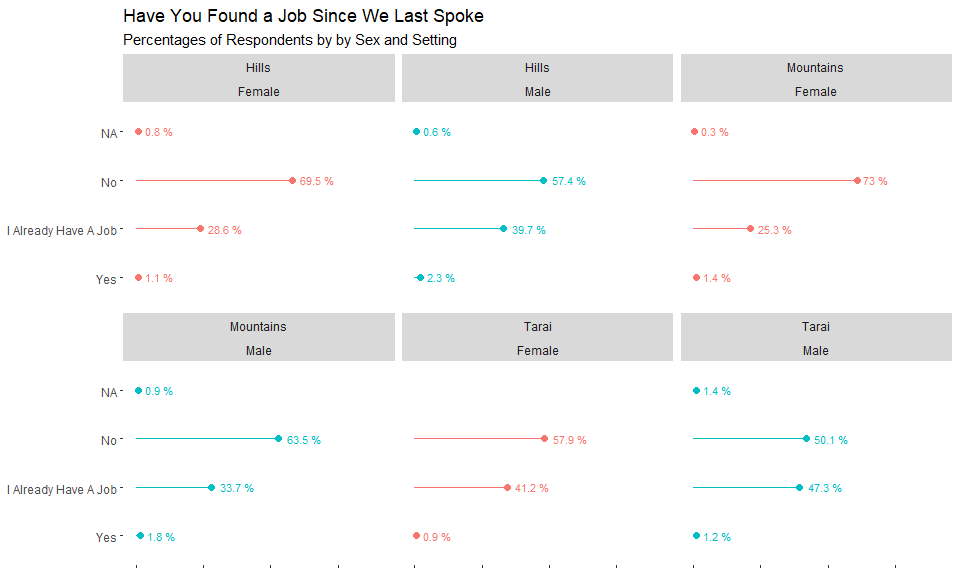 Have You Found a Job Since We Last Spoke
Percentages of Respondents by by Sex and Setting
Hills
Female
Hills
Male
Mountains
Female
NA
0.8 %
0.6 %
0.3 %
No
69.5 %
57.4 %
73 %
I Already Have A Job
28.6 %
39.7 %
25.3 %
Yes
1.1 %
2.3 %
1.4 %
Mountains
Male
Tarai
Female
Tarai
Male
NA
0.9 %
1.4 %
No
63.5 %
57.9 %
50.1 %
I Already Have A Job
33.7 %
41.2 %
47.3 %
Yes
1.8 %
0.9 %
1.2 %